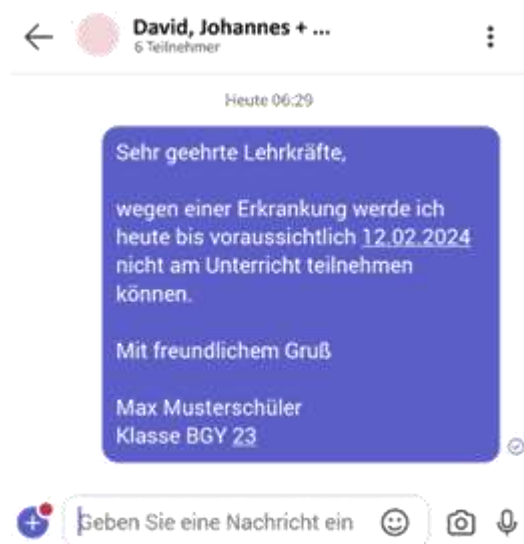 David, Johannes + ...
6 Teilnehmer
Heute 06:29
Sehr geehrte Lehrkräfte,
wegen einer Erkrankung werde ich
heute bis voraussichtlich 12.02.2024
nicht am Unterricht teilnehmen
können.
Mit freundlichem Gruß
Max Musterschüler
Klasse BGY 23
Geben Sie eine Nachricht ein